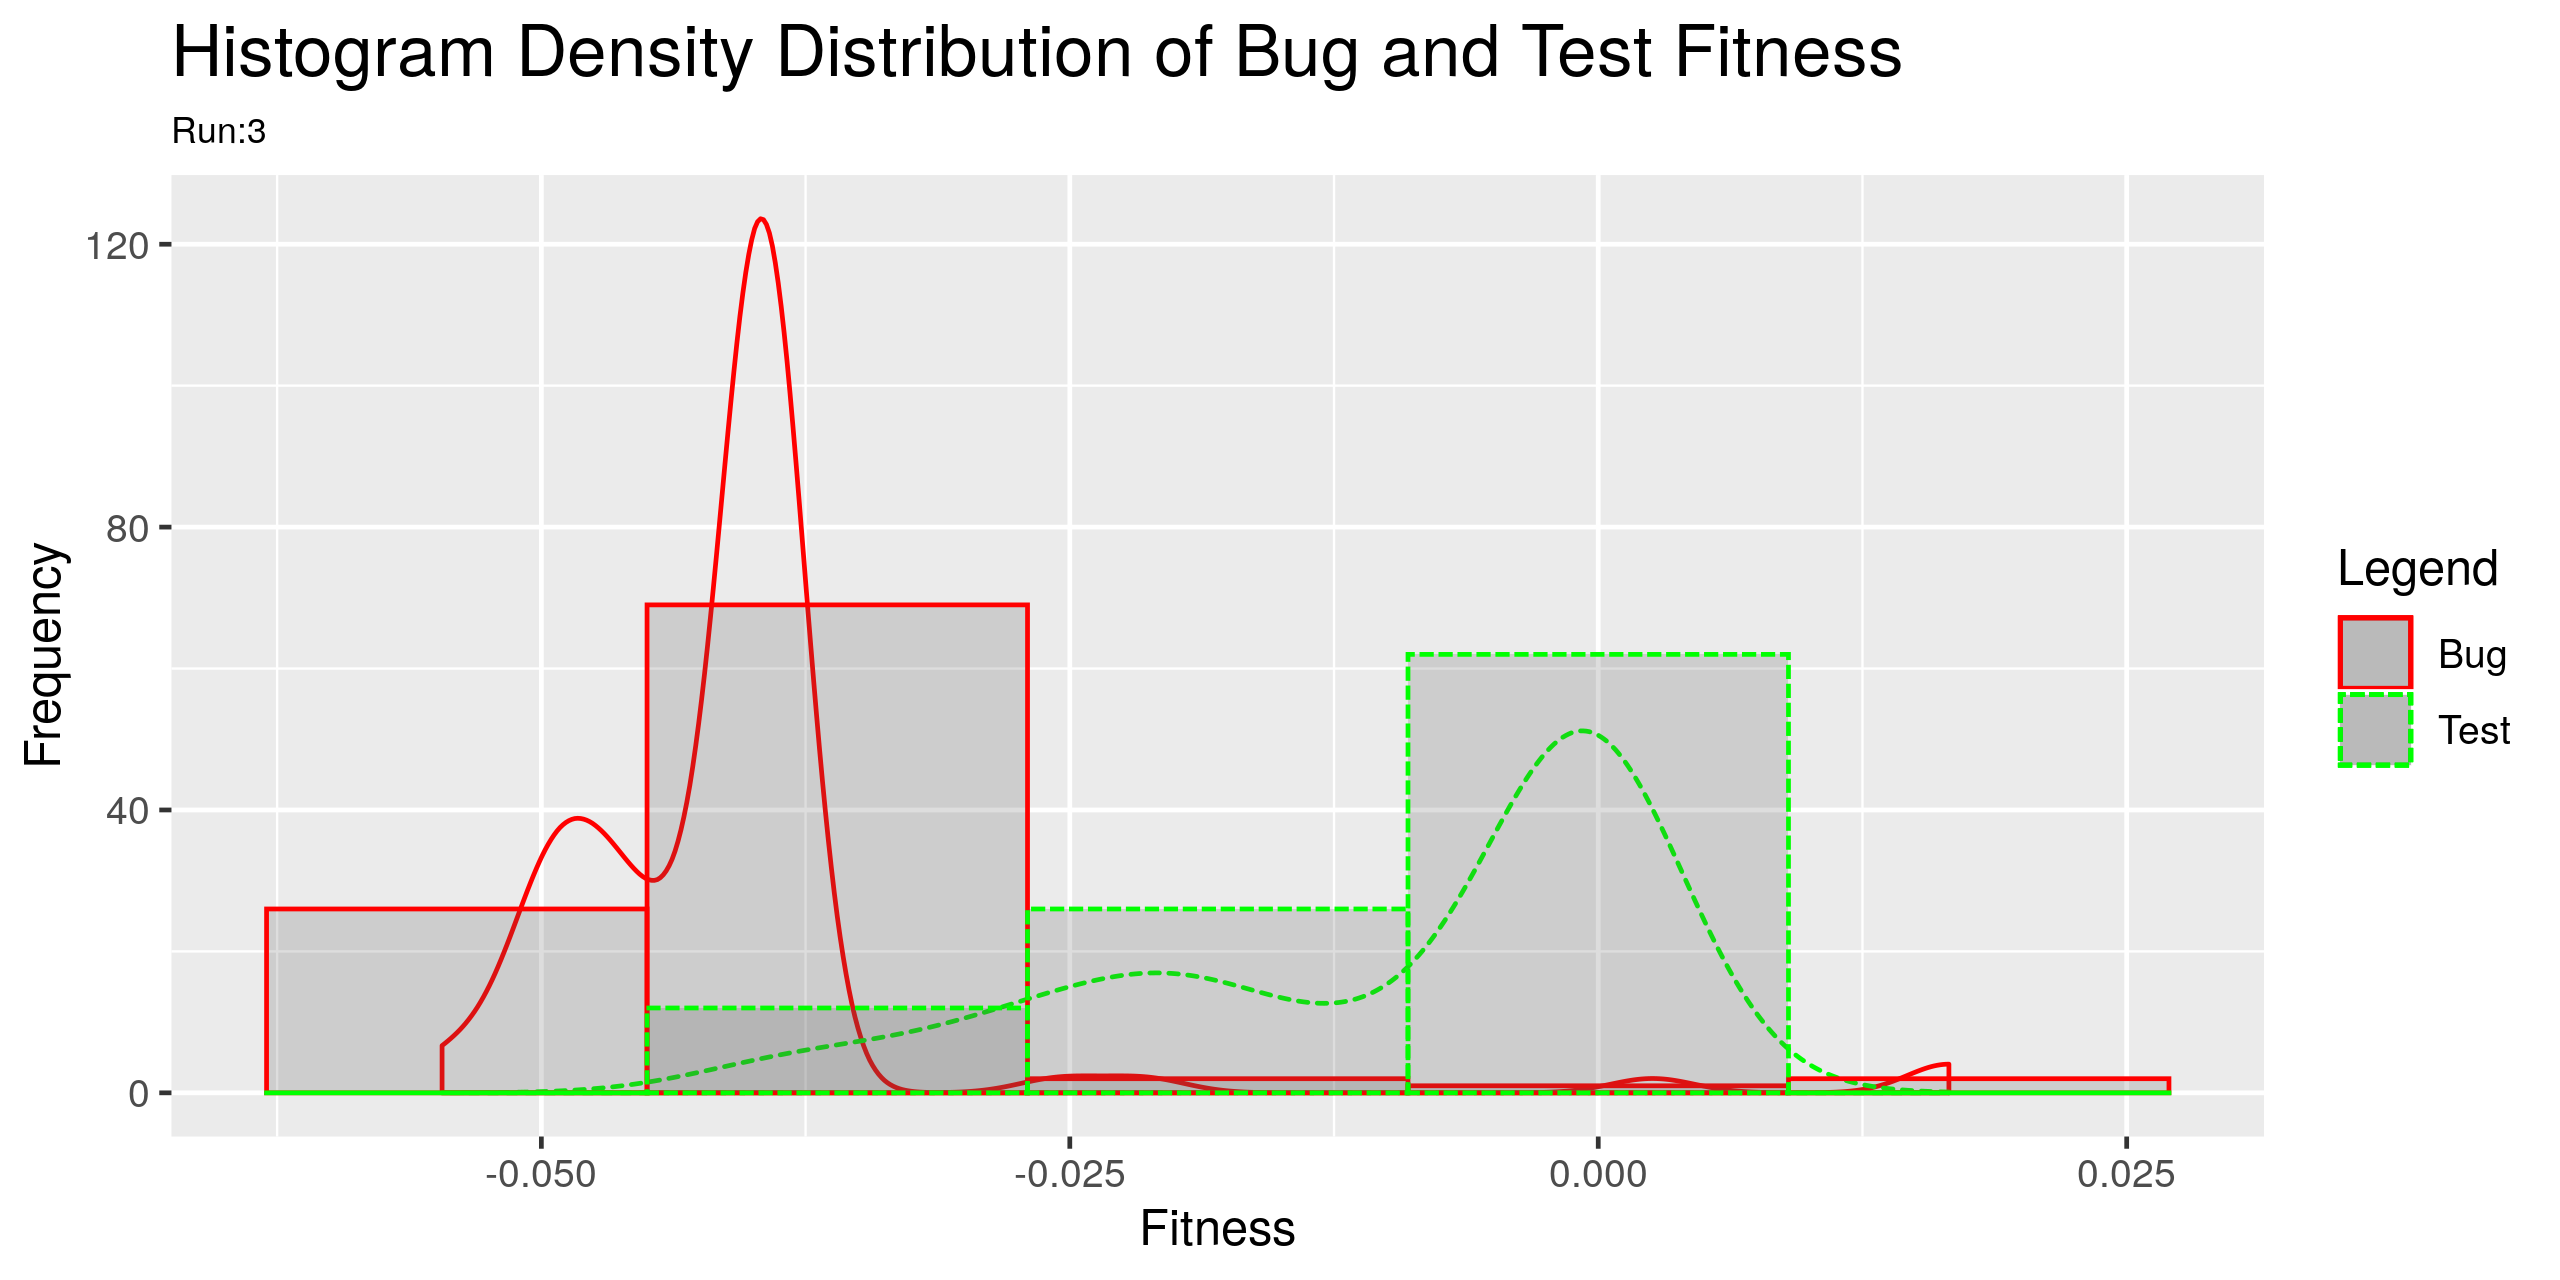 Histogram Density Distribution of Bug and Test Fitness
Run:3
120
80
40
0
Frequency
-0.050
-0.025
0.000
0.025
Fitness
Legend
Bug
Test